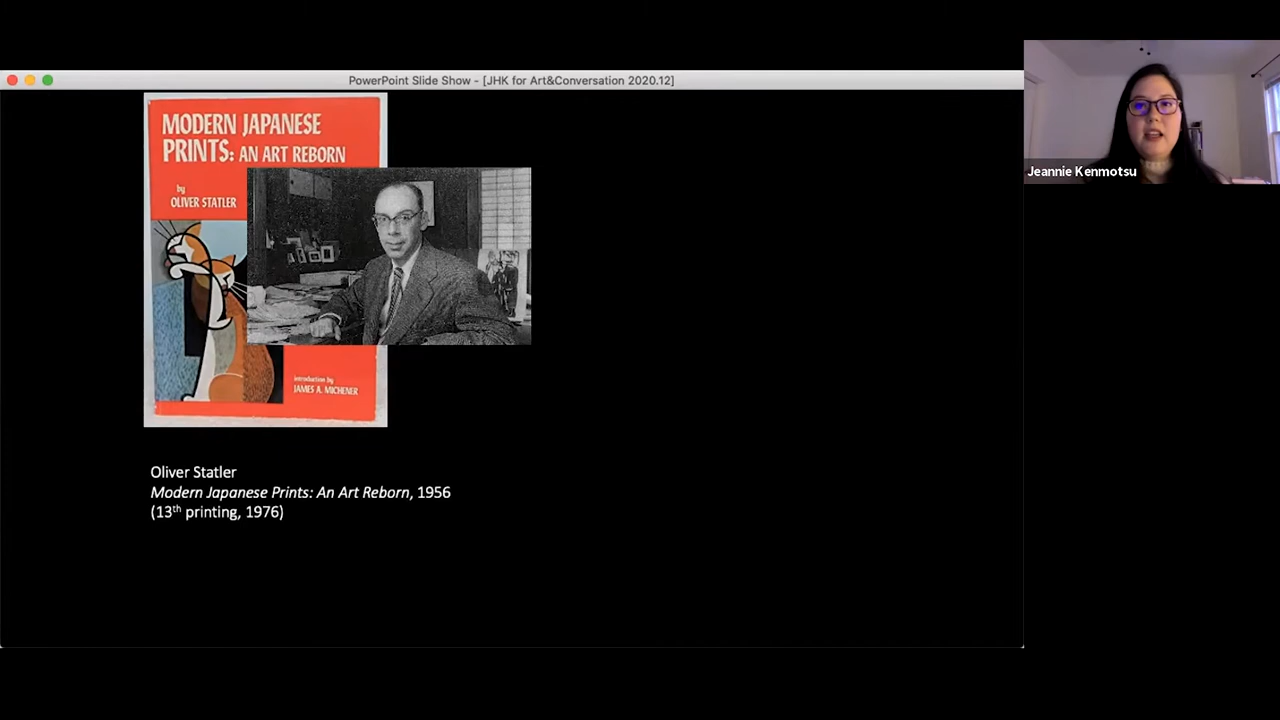 PowerPoint Slide Show - [JHK for Art&Conversation 2020.12]
MODERN JAPANESE
PRINTS: AN ART REBORN
by
OLIVER STATLER
introduction by
JAMES A. MICHENER
Oliver Statler
Modern Japanese Prints: An Art Reborn, 1956
(13th printing, 1976)
Jeannie Kenmotsu